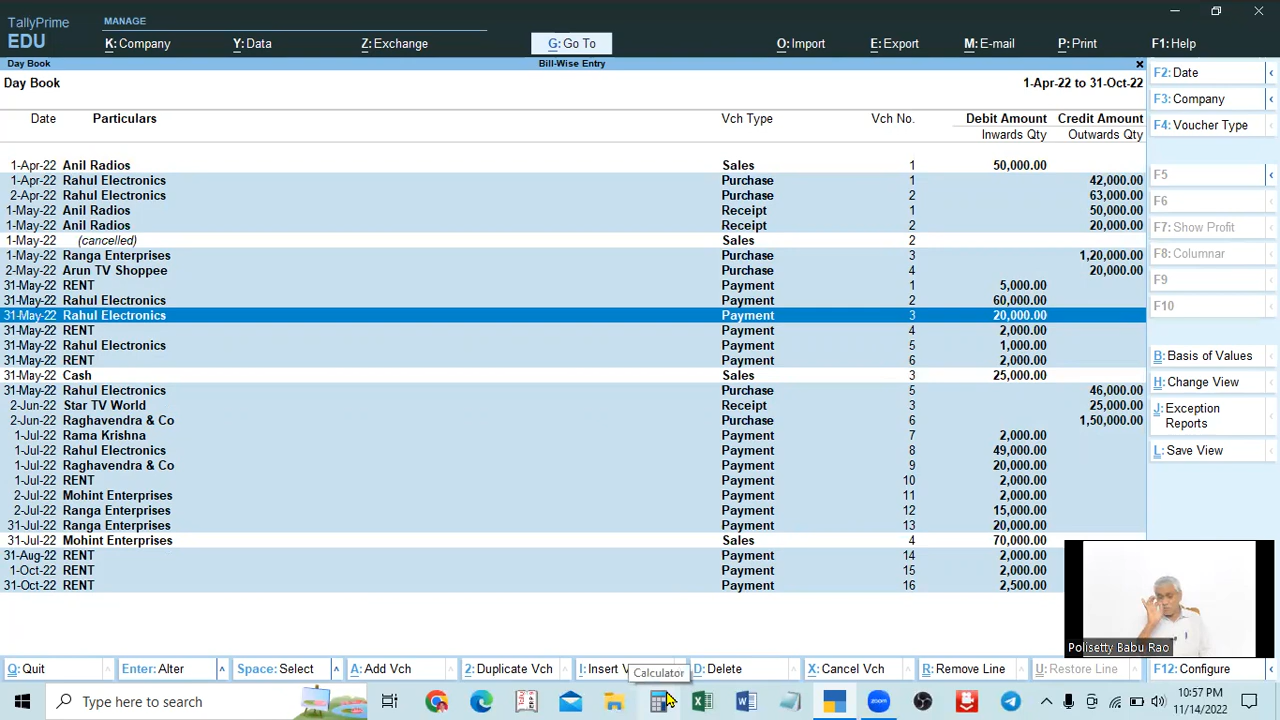 TallyPrime
EDU
MANAGE
K: Company
Y: Data
Z: Exchange
G: Go To
O: Import
E: Export
M: E-mail
P: Print
F1: Help
Day Book
Bill-Wise Entry
Day Book
1-Apr-22 to 31-Oct-22
Date Particulars Vch Type Vch No. Debit Amount Credit Amount
Inwards Qty Outwards Qty
1-Apr-22 Anil Radios Sales 1 50,000.00
1-Apr-22 Rahul Electronics Purchase 1 42,000.00
2-Apr-22 Rahul Electronics Purchase 2 63,000.00
1-May-22 Anil Radios Receipt 1 50,000.00
1-May-22 Anil Radios Receipt 2 20,000.00
1-May-22 (cancelled) Sales 2
1-May-22 Ranga Enterprises Purchase 3 1,20,000.00
2-May-22 Arun TV Shoppee Purchase 4 20,000.00
31-May-22 RENT Payment 1 5,000.00
31-May-22 Rahul Electronics Payment 2 60,000.00
31-May-22 Rahul Electronics Payment 3 20,000.00
31-May-22 RENT Payment 4 2,000.00
31-May-22 Rahul Electronics Payment 5 1,000.00
31-May-22 RENT Payment 6 2,000.00
31-May-22 Cash Sales 3 25,000.00
31-May-22 Rahul Electronics Purchase 5 46,000.00
2-Jun-22 Star TV World Receipt 3 25,000.00
2-Jun-22 Raghavendra & Co Purchase 6 1,50,000.00
1-Jul-22 Rama Krishna Payment 7 2,000.00
1-Jul-22 Rahul Electronics Payment 8 49,000.00
1-Jul-22 Raghavendra & Co Payment 9 20,000.00
1-Jul-22 RENT Payment 10 2,000.00
2-Jul-22 Mohint Enterprises Payment 11 2,000.00
2-Jul-22 Ranga Enterprises Payment 12 15,000.00
31-Jul-22 Ranga Enterprises Payment 13 20,000.00
31-Jul-22 Mohint Enterprises Sales 4 70,000.00
31-Aug-22 RENT Payment 14 2,000.00
1-Oct-22 RENT Payment 15 2,000.00
31-Oct-22 RENT Payment 16 2,500.00
F2: Date
F3: Company
F4: Voucher Type
F5
F6
F7: Show Profit
F8: Columnar
F9
F10
B: Basis of Values
H: Change View
J: Exception
Reports
L: Save View
Polisetty Babu Rao
Q: Quit
Enter: Alter
Space: Select
A: Add Vch
2: Duplicate Vch
I: Insert
Calculator
D: Delete
X: Cancel Vch
R: Remove Line
U: Restore Line
F12: Configure
Type here to search
10:57 PM
11/14/2022